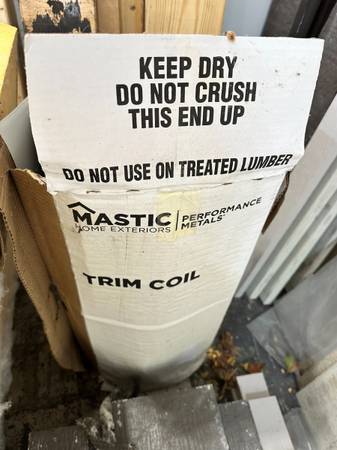 KEEP DRY
DO NOT CRUSH
THIS END UP
DO NOT USE ON TREATED LUMBER
MASTIC
HOME EXTERIORS
PERFORMANCE
METALS
TRIM COIL